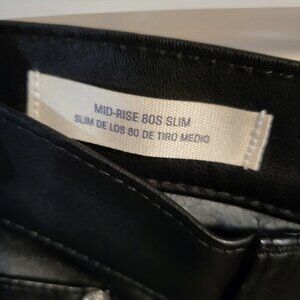 MID-RISE 80S SLIM
SLIM DE LOS 80 DE TIRO MEDIO